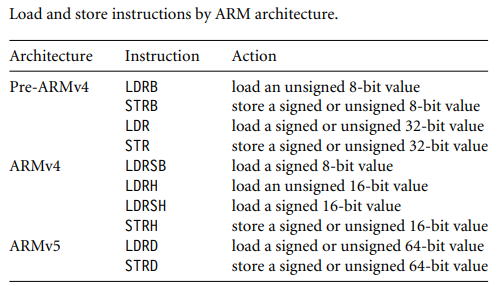 Load and store instructions by ARM architecture.
Architecture Instruction Action
Pre-ARMv4 LDRB load an unsigned 8-bit value
STRB store a signed or unsigned 8-bit value
LDR load a signed or unsigned 32-bit value
STR store a signed or unsigned 32-bit value
ARMv4 LDRSB load a signed 8-bit value
LDRH load an unsigned 16-bit value
LDRSH load a signed 16-bit value
STRH store a signed or unsigned 16-bit value
ARMv5 LDRD load a signed or unsigned 64-bit value
STRD store a signed or unsigned 64-bit value